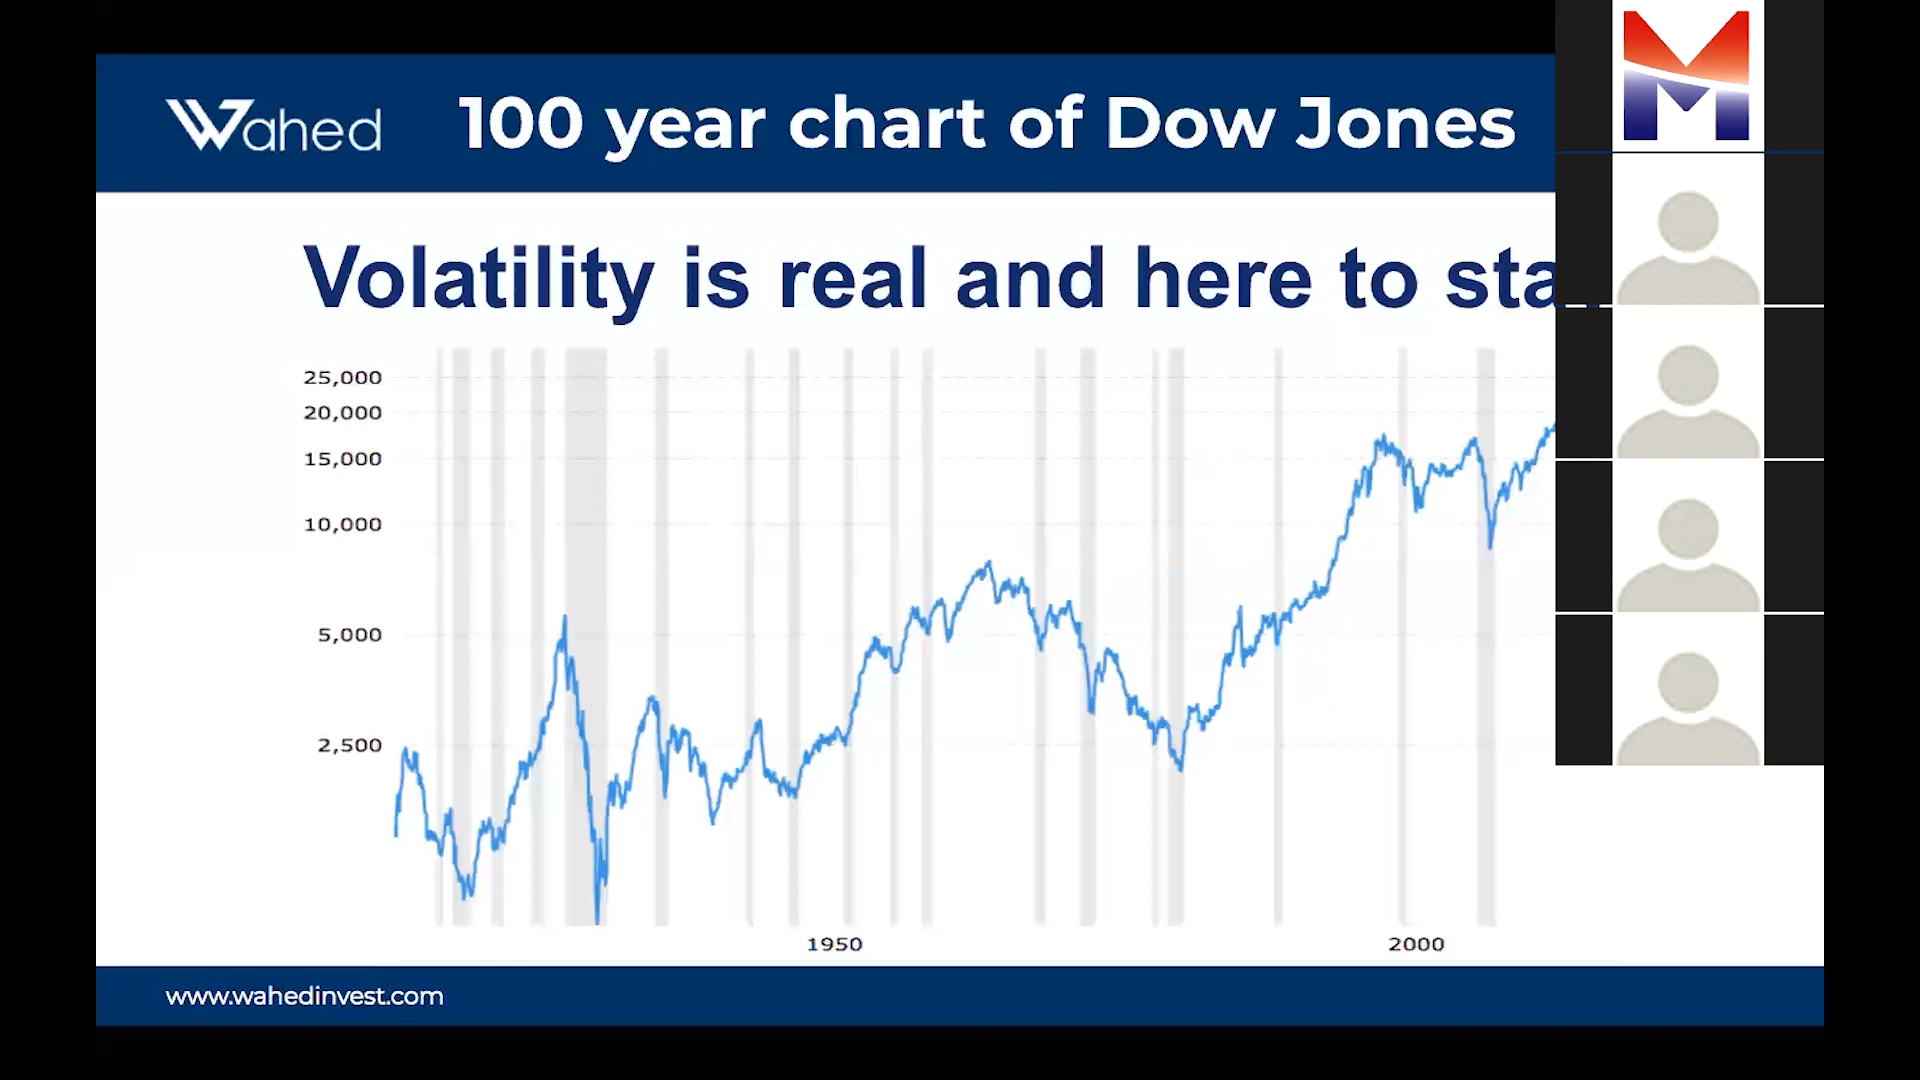 Wahed
100 year chart of Dow Jones
M
Volatility is real and here to
25,000
20,000
15,000
10,000
5,000
2,500
1950
2000
www.wahedinvest.com